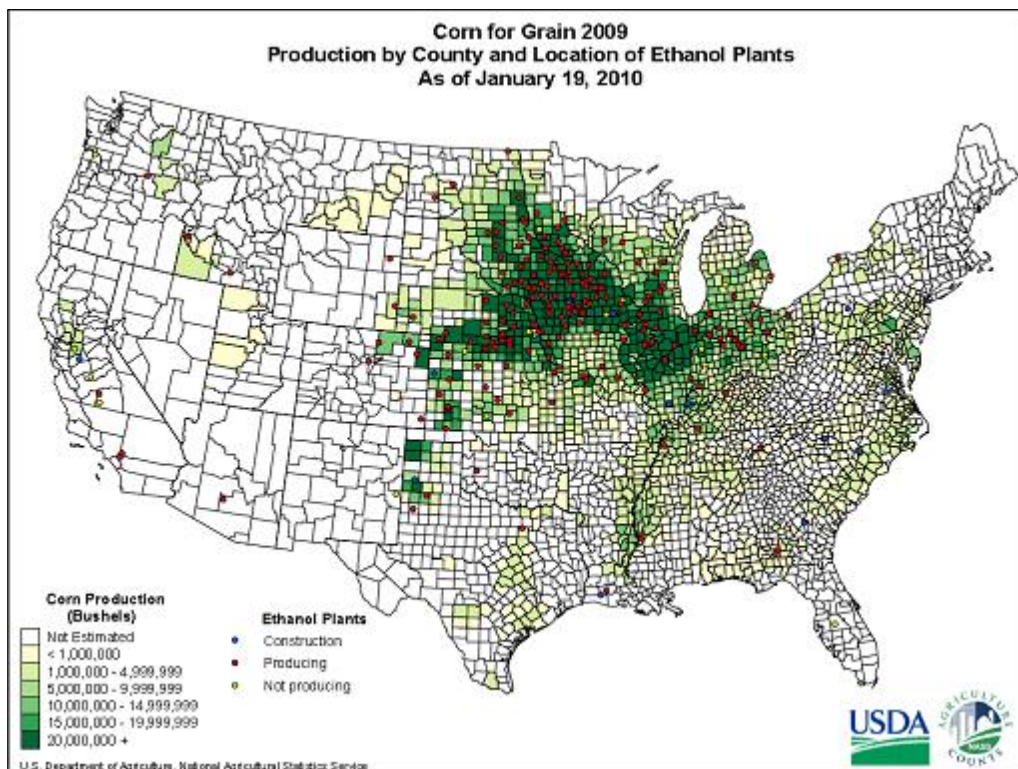 Corn for Grain 2009
Production by County and Location of Ethanol Plants
As of January 19, 2010
Corn Production
(Bushels)
Not Estimated
< 1,000,000
1,000,000 - 4,999,999
5,000,000 - 9,999,999
10,000,000 - 14,999,999
15,000,000 - 19,999,999
20,000,000 +
Ethanol Plants
Construction
Producing
Not producing
USDA
AGRICULTURE
NASS
COUNTS
U.S. Department of Agriculture, National Agricultural Statistics Service